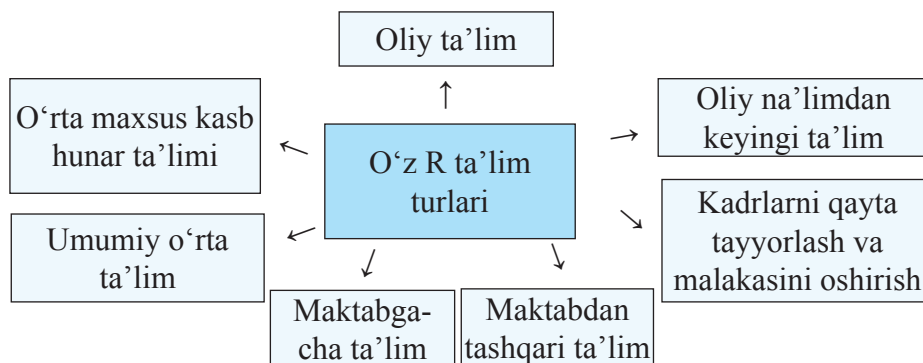 Oliy ta’lim
O‘rta maxsus kasb
hunar ta’limi
O‘z R ta’lim
turlari
Oliy na’limdan
keyingi ta’lim
Umumiy o‘rta
ta’lim
Kadrlarni qayta
tayyorlash va
malakasini oshirish
Maktabga-
cha ta’lim
Maktabdan
tashqari ta’lim